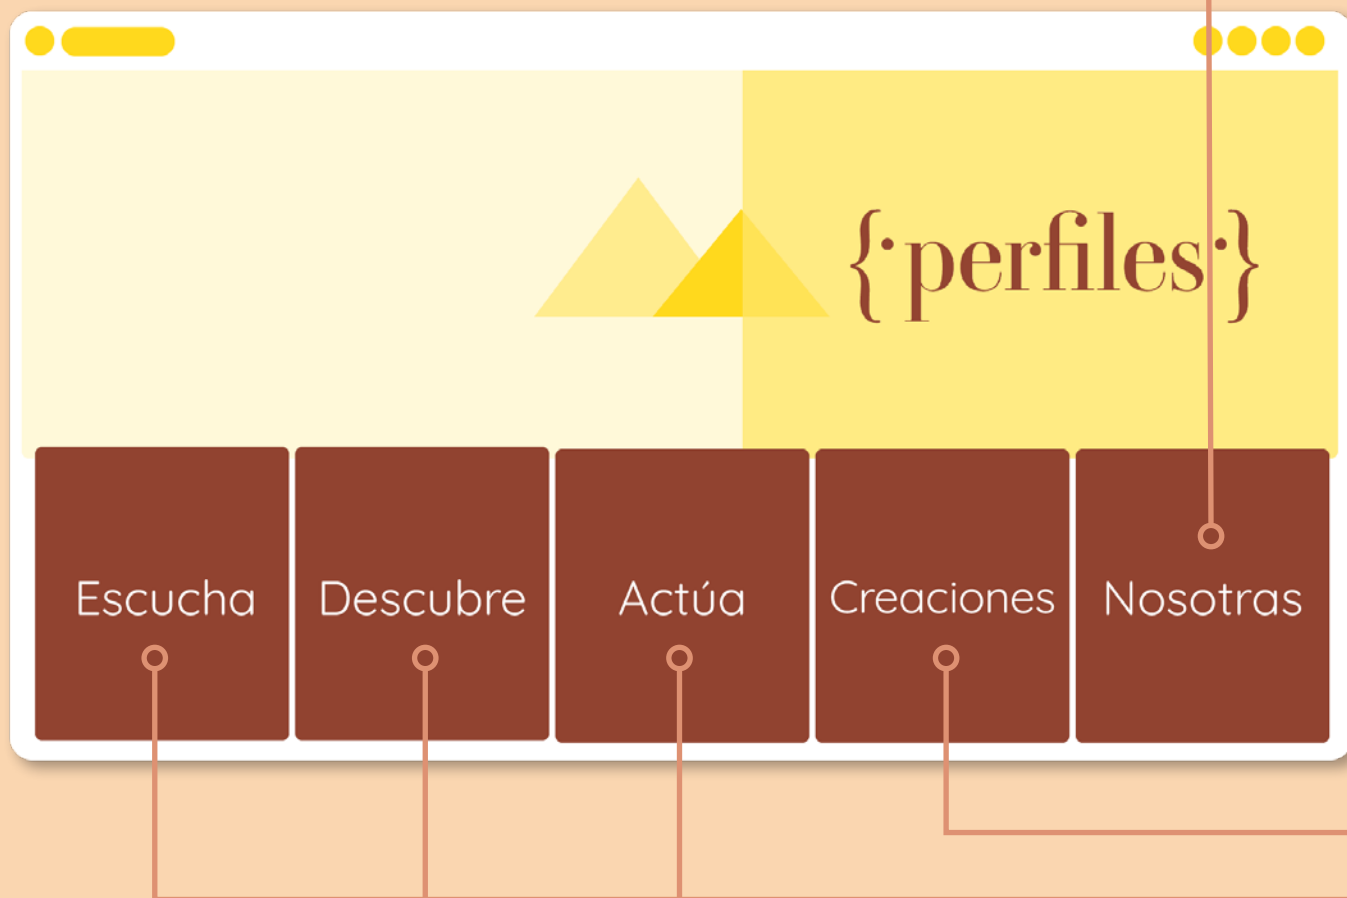 {·perfiles·}
Escucha
Descubre
Actúa
Creaciones
Nosotras